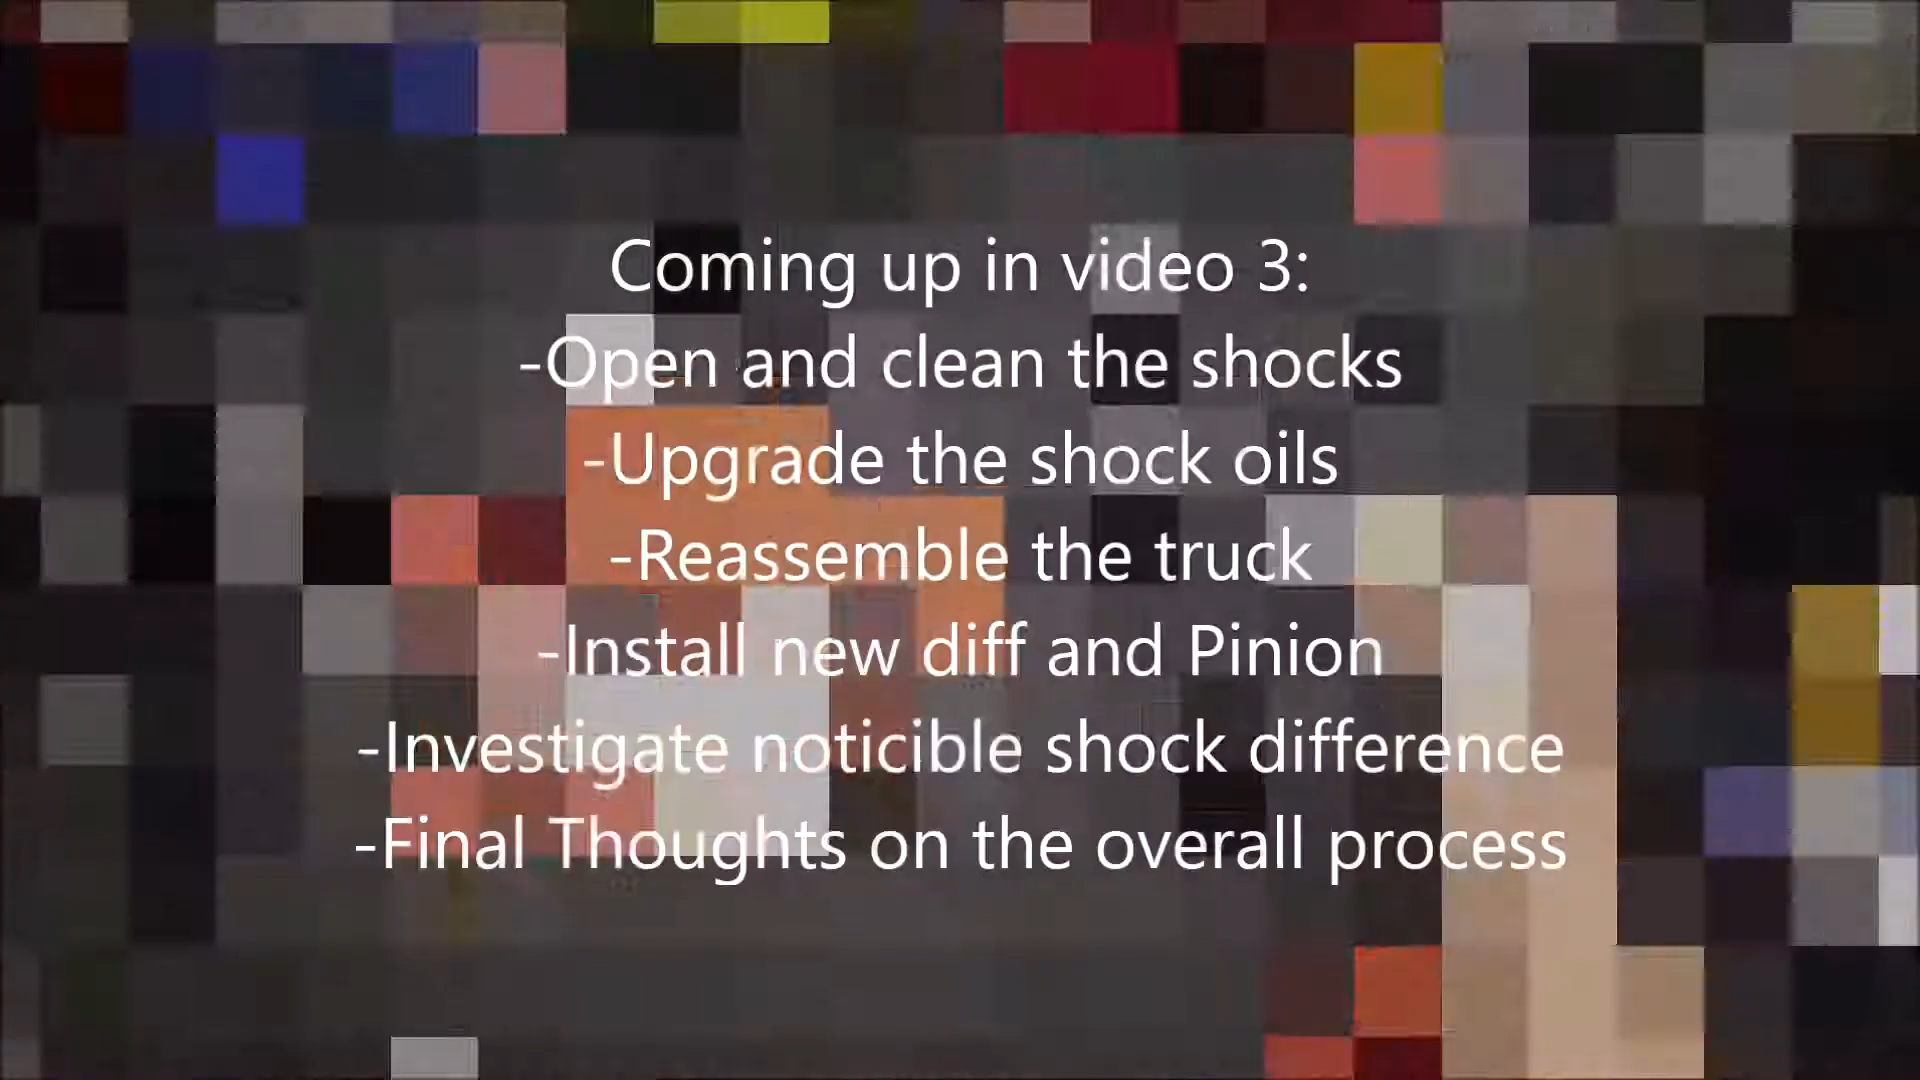 Coming up in video 3:
-Open and clean the shocks
-Upgrade the shock oils
-Reassemble the truck
-Install new diff and Pinion
-Investigate noticible shock difference
-Final Thoughts on the overall process